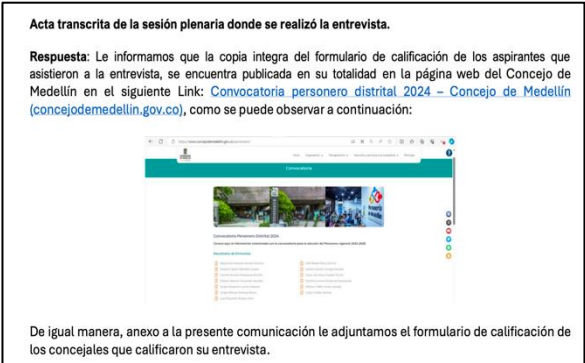 Acta transcrita de la sesión plenaria donde se realizó la entrevista.
Respuesta: Le informamos que la copia integra del formulario de calificación de los aspirantes que
asistieron a la entrevista, se encuentra publicada en su totalidad en la página web del Concejo de
Medellín en el siguiente Link: Convocatoria personero distrital 2024 – Concejo de Medellín
(concejodemedellin.gov.co), como se puede observar a continuación:
Convocatoria
Convocatoria Personero Distrital 2024
De igual manera, anexo a la presente comunicación le adjuntamos el formulario de calificación de
los concejales que calificaron su entrevista.